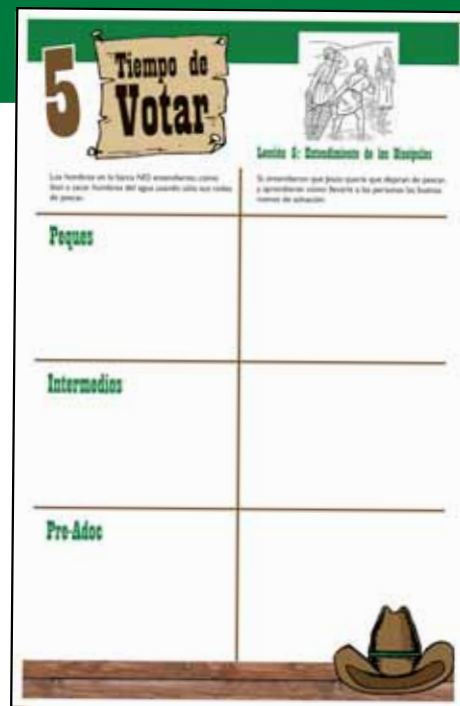 5
Tiempo de
Votar
Lección 5: Entendimiento de los Discípulos
Los hombres en la barca NO entendieron como
iban a sacar hombres del agua usando sólo sus redes
de pescar.
Si entendieron que Jesús quería que dejaran de pescar
y aprendieran cómo llevarle a las personas las buenas
nuevas de salvación.
Peques
Intermedios
Pre-Adoc